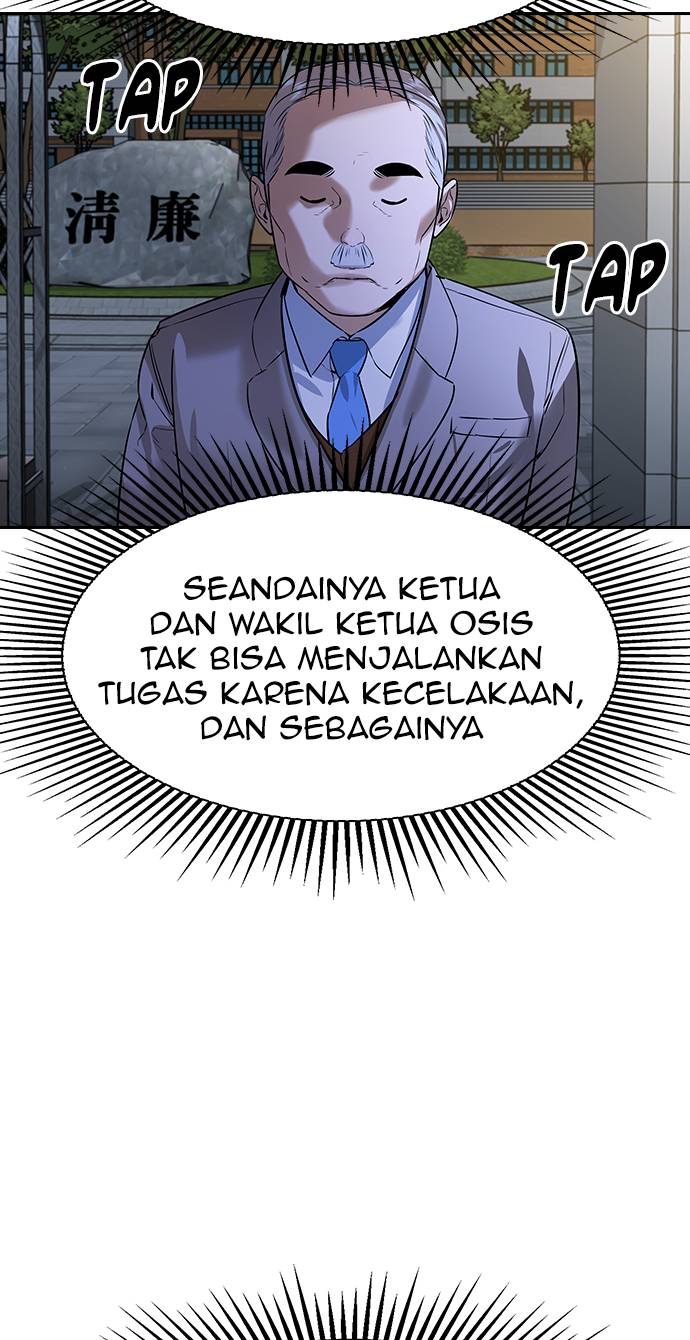 TAP
清廉
TAP
SEANDAINYA KETUA
DAN WAKIL KETUA OSIS
TAK BISA MENJALANKAN
TUGAS KARENA KECELAKAAN,
DAN SEBAGAINYA